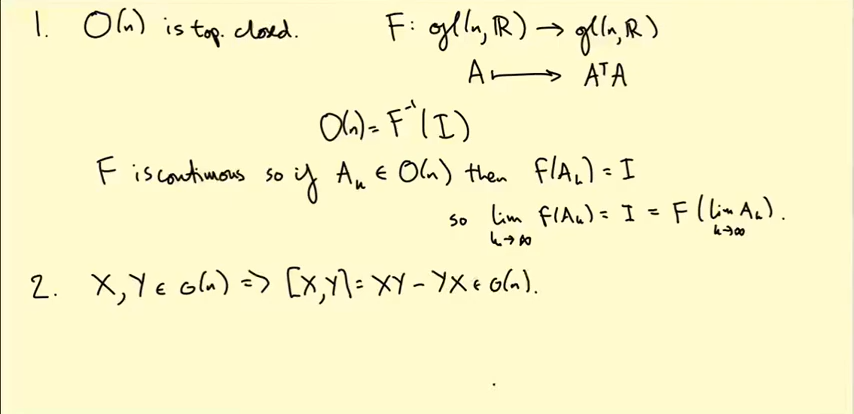 1. O(n) is top. closed. F: gl(n, ℝ) → gl(n, ℝ)
A ⟼ AᵀA
O(n) = F⁻¹(I)
F is continuous so if Aₖ ∈ O(n) then F(Aₖ) = I
so lim F(Aₖ) = I = F(lim Aₖ).
k→∞ k→∞
2. X, Y ∈ o(n) => [X, Y] = XY - YX ∈ o(n).